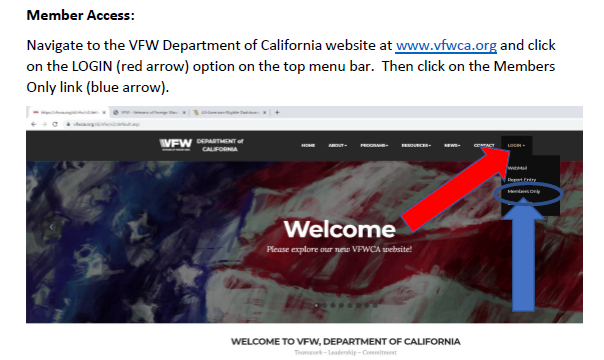 Member Access:
Navigate to the VFW Department of California website at www.vfwca.org and click
on the LOGIN (red arrow) option on the top menu bar.  Then click on the Members
Only link (blue arrow).
VFW DEPARTMENT of
CALIFORNIA
HOME ABOUT PROGRAMS RESOURCES NEWS CONTACT LOGIN
WebMail
Report Entry
Members Only
Welcome
Please explore our new VFWCA website!
WELCOME TO VFW, DEPARTMENT OF CALIFORNIA
Teamwork – Leadership – Commitment